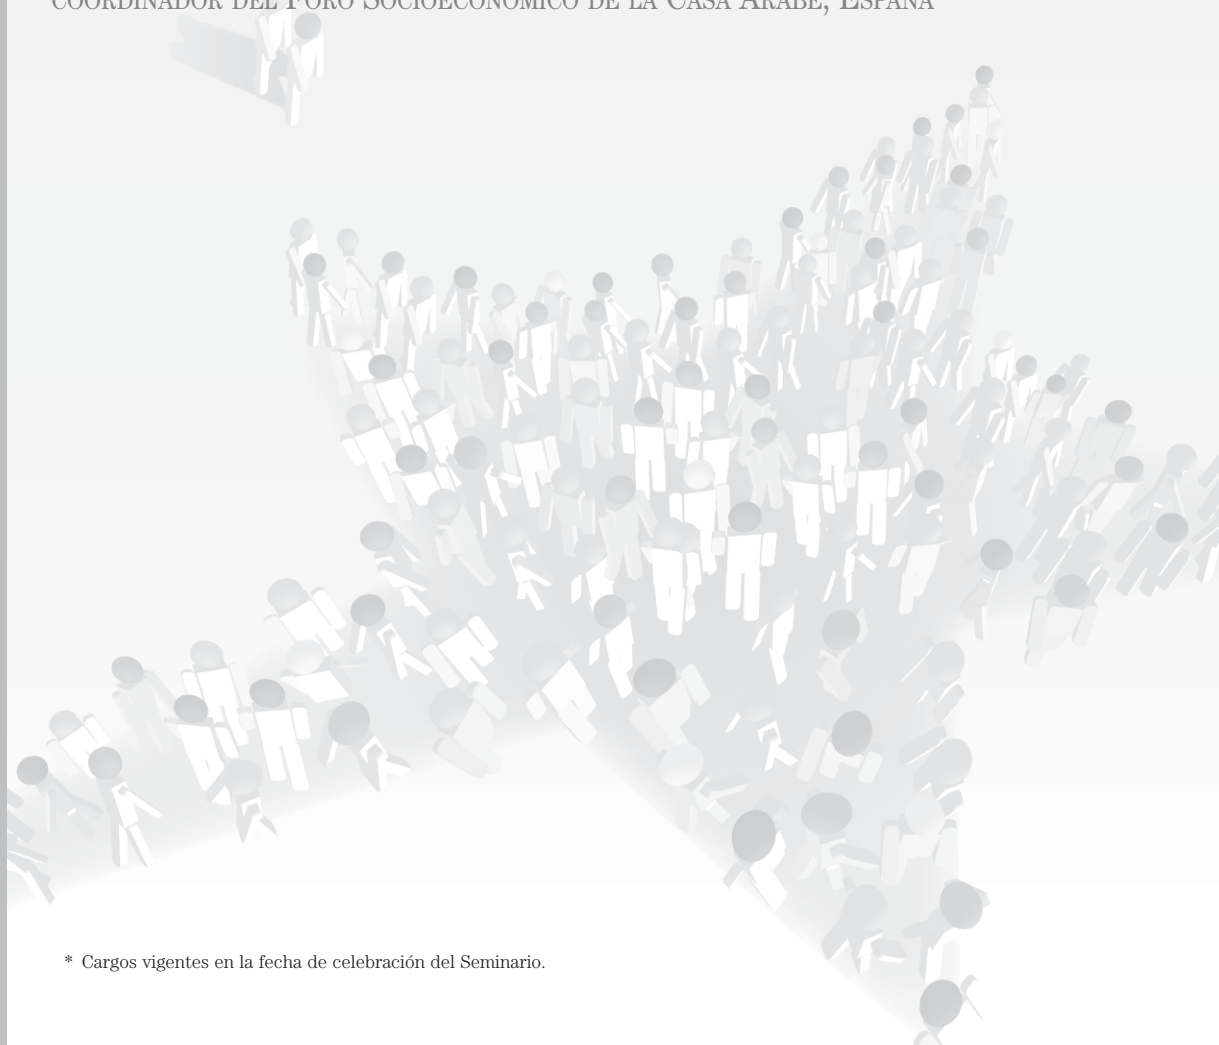 COORDINADOR DEL FORO SOCIOECONÓMICO DE LA CASA ÁRABE, ESPAÑA
* Cargos vigentes en la fecha de celebración del Seminario.